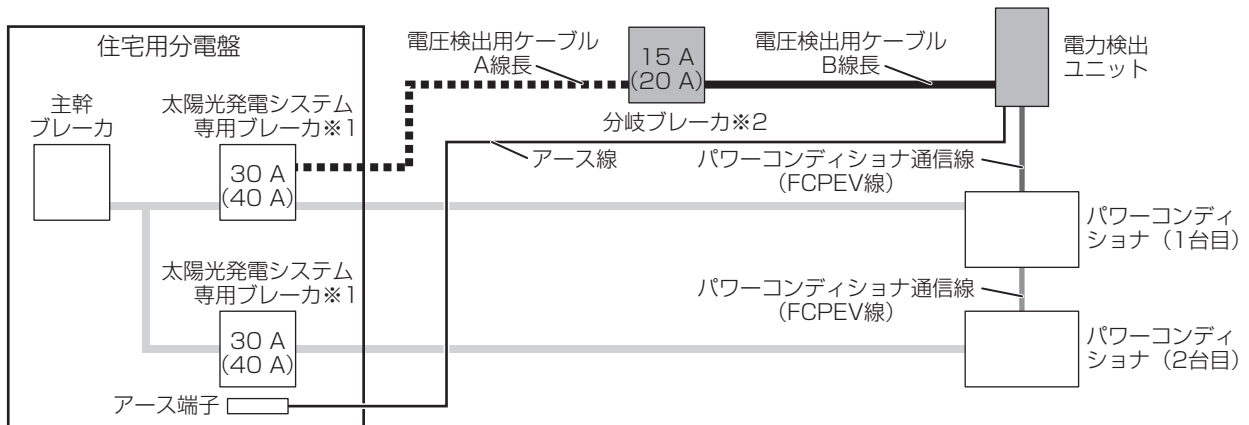 住宅用分電盤
主幹
ブレーカ
太陽光発電システム
専用ブレーカ※1
30 A
(40 A)
太陽光発電システム
専用ブレーカ※1
30 A
(40 A)
アース端子
電圧検出用ケーブル
A線長
15 A
(20 A)
分岐ブレーカ※2
電圧検出用ケーブル
B線長
電力検出
ユニット
アース線
パワーコンディショナ通信線
(FCPEV線)
パワーコンディ
ショナ(1台目)
パワーコンディショナ通信線
(FCPEV線)
パワーコンディ
ショナ(2台目)